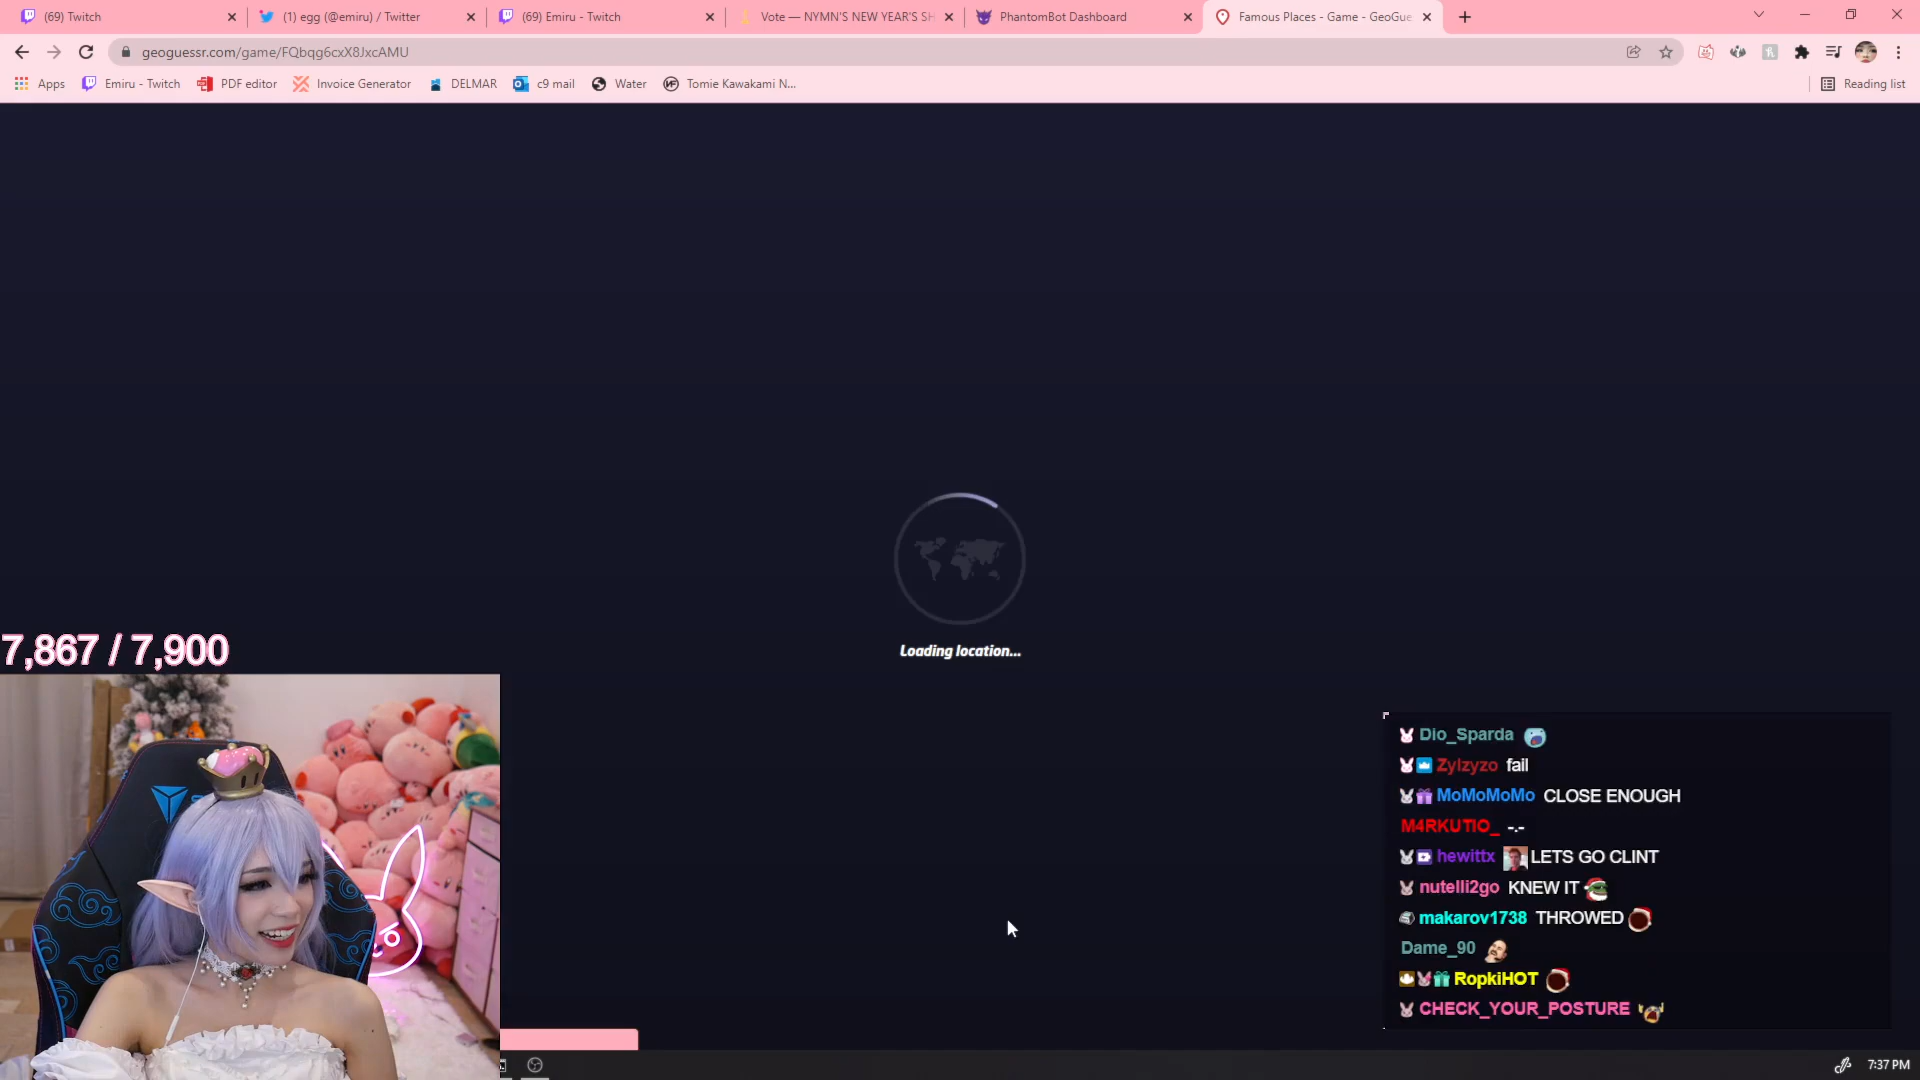 (69) Twitch
(1) egg (@emiru) / Twitter
(69) Emiru - Twitch
Vote — NYMN'S NEW YEAR'S SH
PhantomBot Dashboard
Famous Places - Game - GeoGue
geoguessr.com/game/FQbqg6cxX8JxcAMU
Apps
Emiru - Twitch
PDF editor
Invoice Generator
DELMAR
c9 mail
Water
Tomie Kawakami N...
Reading list
Loading location...
7,867 / 7,900
Dio_Sparda
Zylzyzo fail
MoMoMoMo CLOSE ENOUGH
M4RKUTIO_ -.-
hewittx LETS GO CLINT
nutelli2go KNEW IT
makarov1738 THROWED
Dame_90
RopkiHOT
CHECK_YOUR_POSTURE
7:37 PM